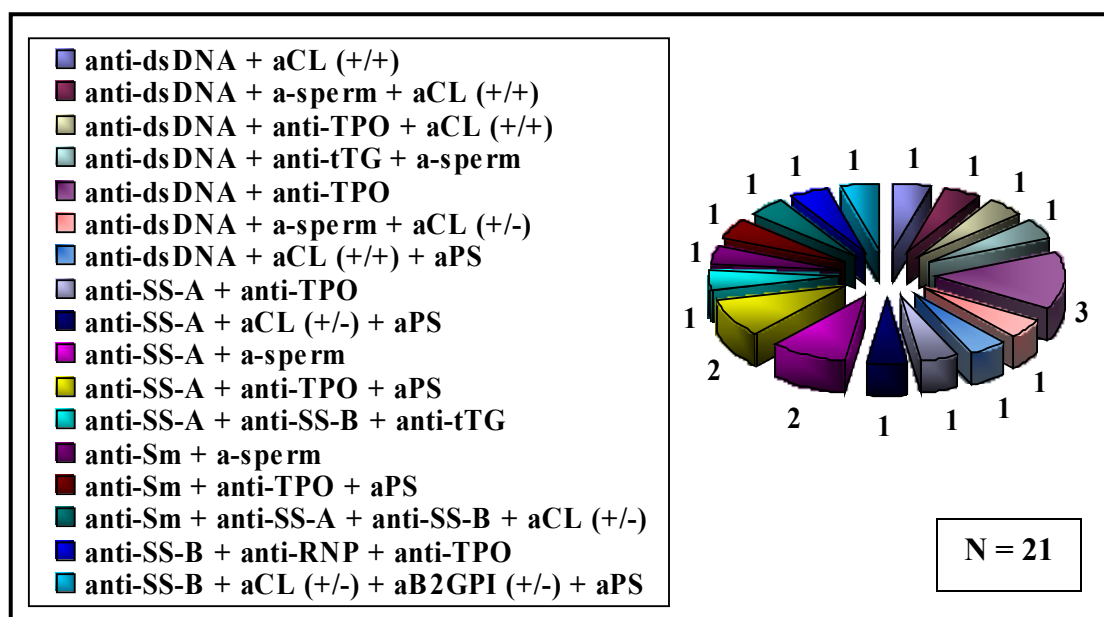 anti-dsDNA + aCL (+/+)
anti-dsDNA + a-sperm + aCL (+/+)
anti-dsDNA + anti-TPO + aCL (+/+)
anti-dsDNA + anti-tTG + a-sperm
anti-dsDNA + anti-TPO
anti-dsDNA + a-sperm + aCL (+/-)
anti-dsDNA + aCL (+/+) + aPS
anti-SS-A + anti-TPO
anti-SS-A + aCL (+/-) + aPS
anti-SS-A + a-sperm
anti-SS-A + anti-TPO + aPS
anti-SS-A + anti-SS-B + anti-tTG
anti-Sm + a-sperm
anti-Sm + anti-TPO + aPS
anti-Sm + anti-SS-A + anti-SS-B + aCL (+/-)
anti-SS-B + anti-RNP + anti-TPO
anti-SS-B + aCL (+/-) + aB2GPI (+/-) + aPS
1
1
1
1
3
1
1
1
1
2
2
1
1
1
1
1
1
N = 21